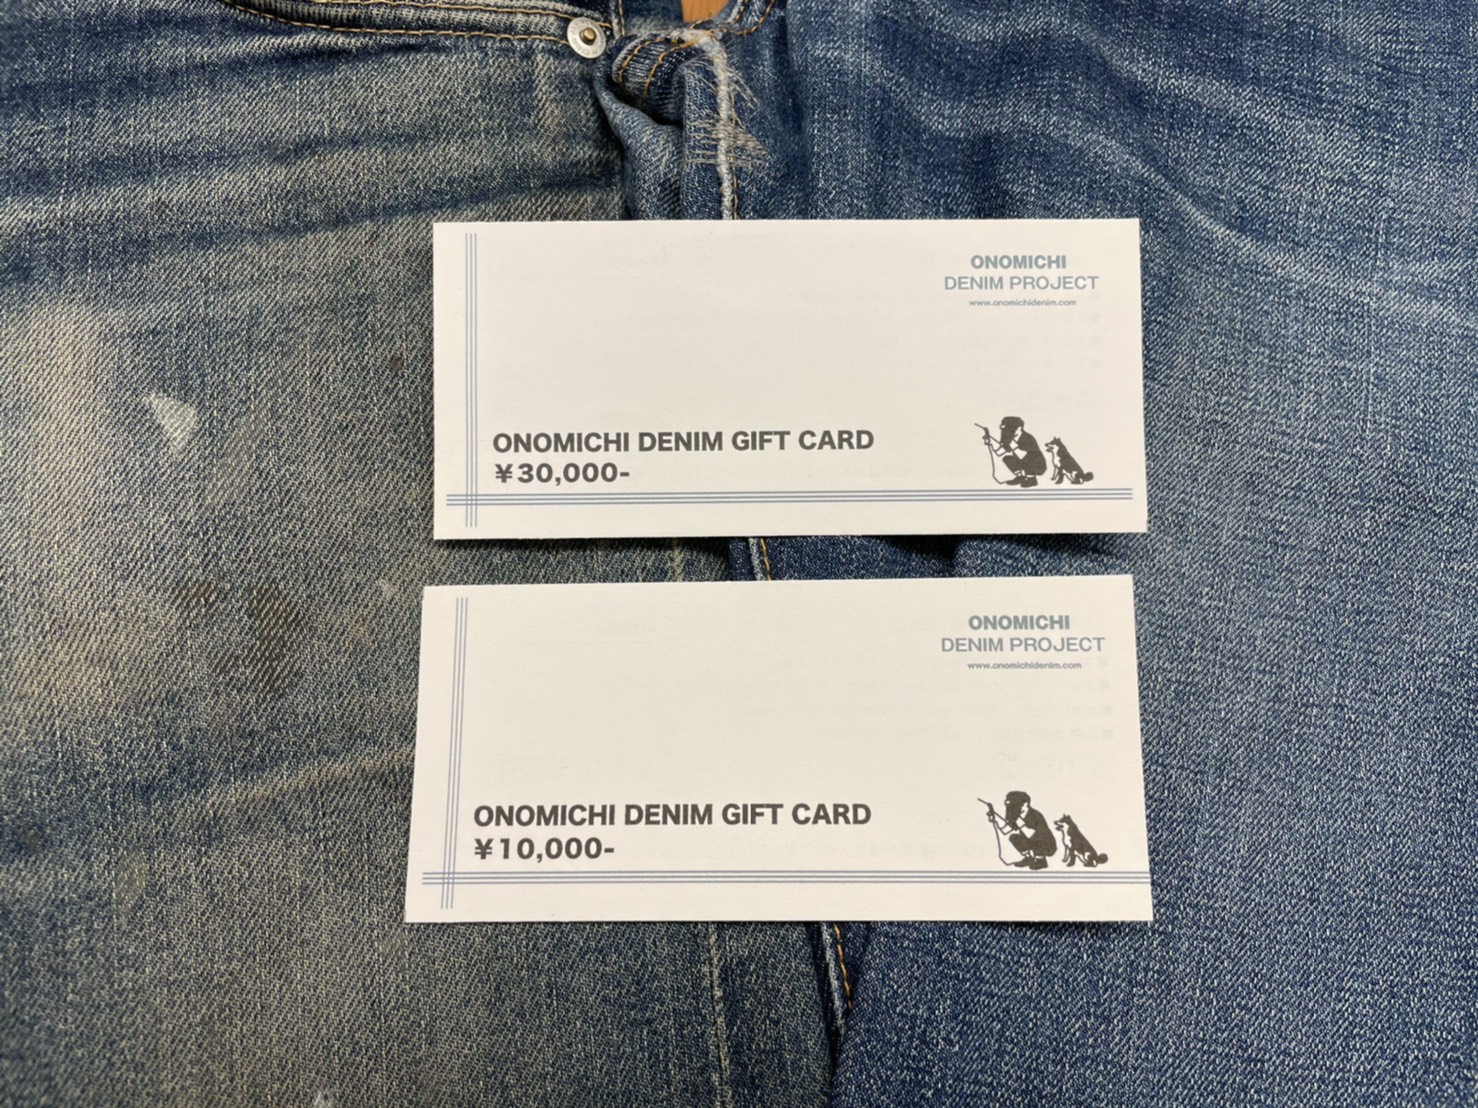 ONOMICHI
DENIM PROJECT
www.onomichidenim.com
ONOMICHI DENIM GIFT CARD
¥30,000-
ONOMICHI
DENIM PROJECT
www.onomichidenim.com
ONOMICHI DENIM GIFT CARD
¥10,000-